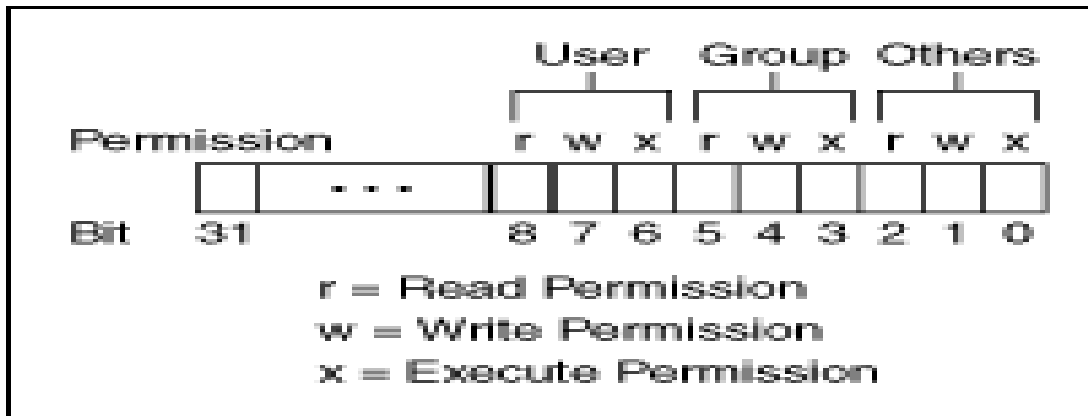 User Group Others
Permission r w x r w x r w x
...
Bit 31 8 7 6 5 4 3 2 1 0
r = Read Permission
w = Write Permission
x = Execute Permission